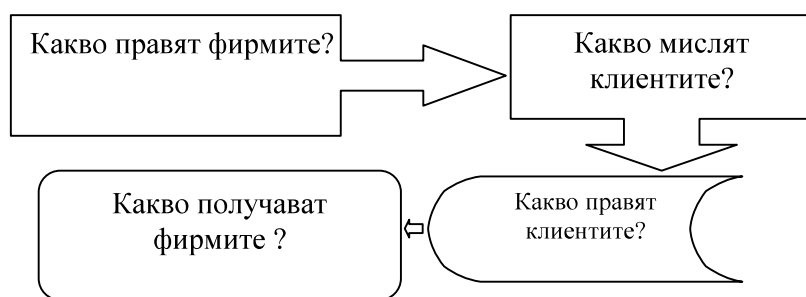 Какво правят фирмите?
Какво мислят
клиентите?
Какво правят
клиентите?
Какво получават
фирмите ?